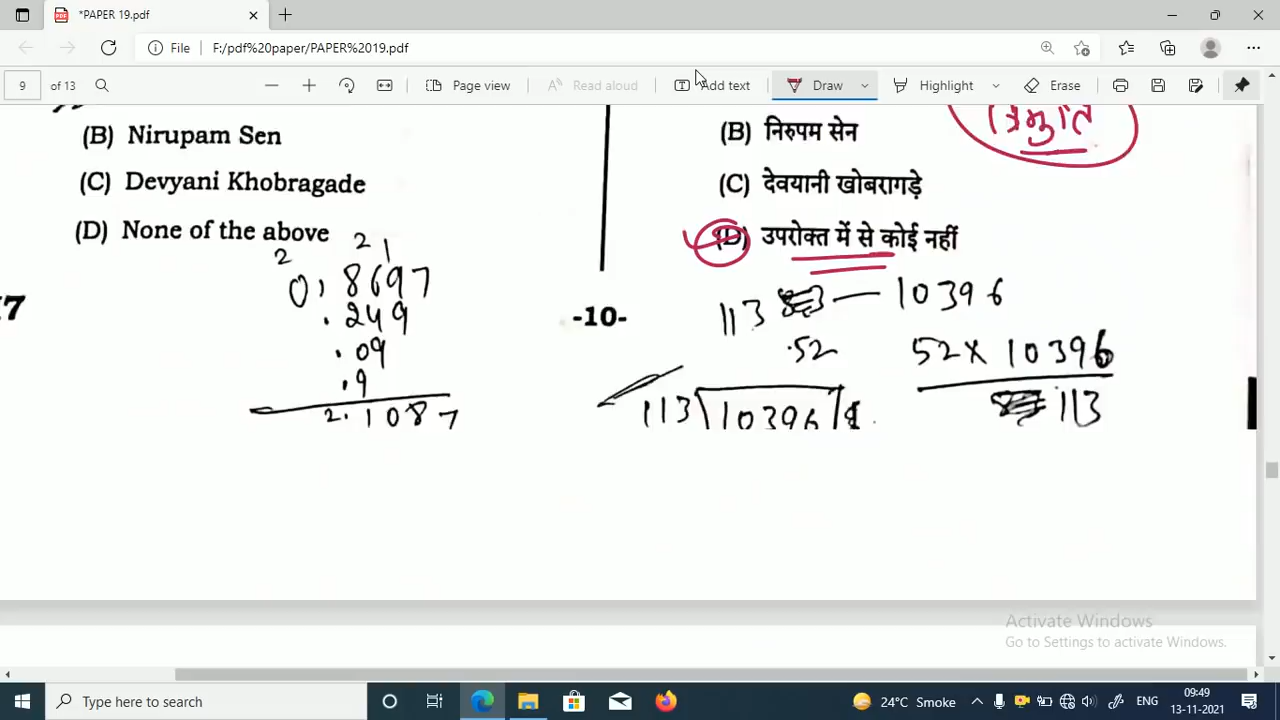 *PAPER 19.pdf
File F:/pdf%20paper/PAPER%2019.pdf
9 of 13 Page view Read aloud Add text Draw Highlight Erase
(B) Nirupam Sen
(C) Devyani Khobragade
(D) None of the above
2 2 1
0.8697
.249
.09
.9
2.1087
7
-10-
(B) निरुपम सेन
(C) देवयानी खोबरागड़े
(D) उपरोक्त में से कोई नहीं
113 — 10396
.52
52 x 10396
113
113 10396
Activate Windows
Go to Settings to activate Windows.
Type here to search
24°C Smoke ENG 09:49
13-11-2021